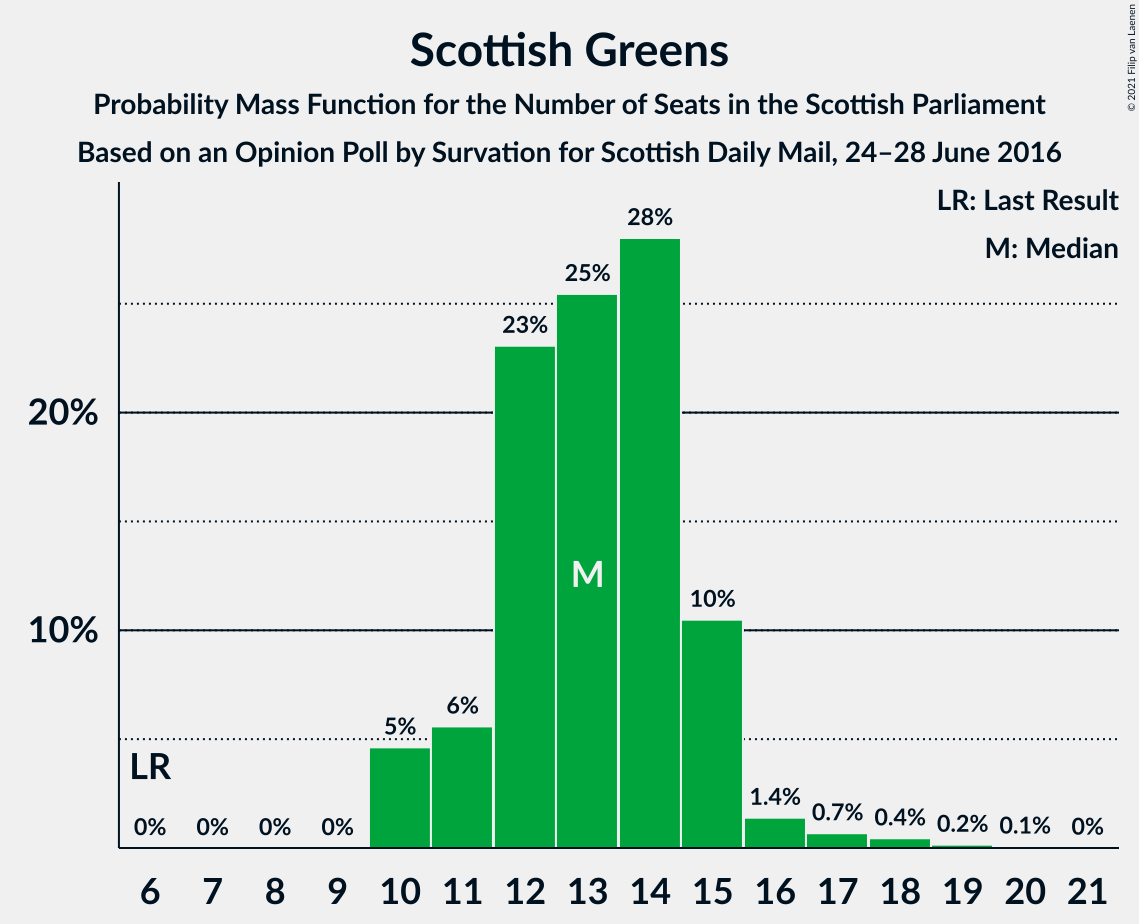 © 2021 Filip van Laenen
Scottish Greens
Probability Mass Function for the Number of Seats in the Scottish Parliament
Based on an Opinion Poll by Survation for Scottish Daily Mail, 24–28 June 2016
LR: Last Result
M: Median
28%
25%
23%
20%
M
10%
10%
6%
5%
LR
1.4%
0.7%
0.4%
0.2%
0.1%
0%
0%
0%
0%
0%
6 7 8 9 10 11 12 13 14 15 16 17 18 19 20 21